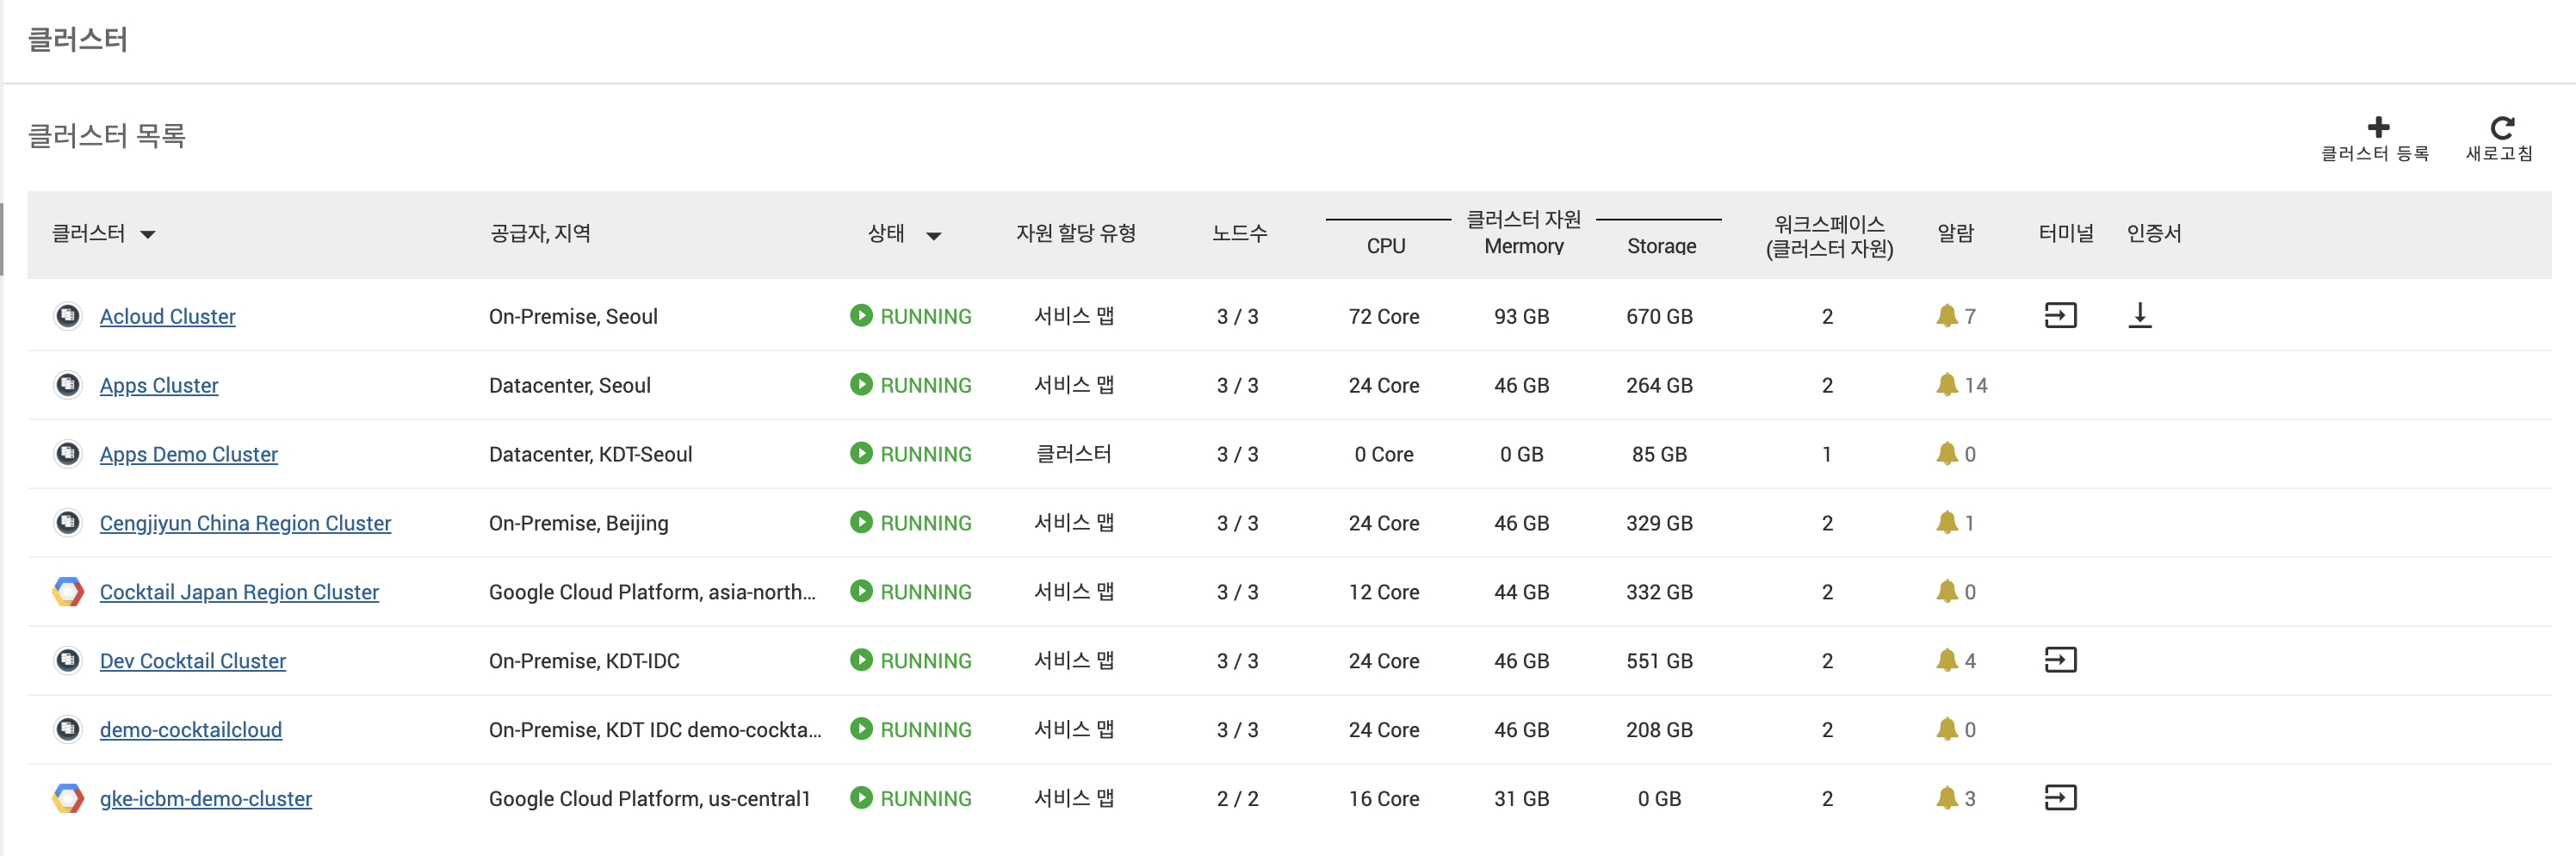 클러스터
클러스터 목록
클러스터 등록 새로고침
클러스터 공급자, 지역 상태 자원 할당 유형 노드수 클러스터 자원 CPU Mermory Storage 워크스페이스 (클러스터 자원) 알람 터미널 인증서
Acloud Cluster On-Premise, Seoul RUNNING 서비스 맵 3 / 3 72 Core 93 GB 670 GB 2 7
Apps Cluster Datacenter, Seoul RUNNING 서비스 맵 3 / 3 24 Core 46 GB 264 GB 2 14
Apps Demo Cluster Datacenter, KDT-Seoul RUNNING 클러스터 3 / 3 0 Core 0 GB 85 GB 1 0
Cengjiyun China Region Cluster On-Premise, Beijing RUNNING 서비스 맵 3 / 3 24 Core 46 GB 329 GB 2 1
Cocktail Japan Region Cluster Google Cloud Platform, asia-north... RUNNING 서비스 맵 3 / 3 12 Core 44 GB 332 GB 2 0
Dev Cocktail Cluster On-Premise, KDT-IDC RUNNING 서비스 맵 3 / 3 24 Core 46 GB 551 GB 2 4
demo-cocktailcloud On-Premise, KDT IDC demo-cockta... RUNNING 서비스 맵 3 / 3 24 Core 46 GB 208 GB 2 0
gke-icbm-demo-cluster Google Cloud Platform, us-central1 RUNNING 서비스 맵 2 / 2 16 Core 31 GB 0 GB 2 3